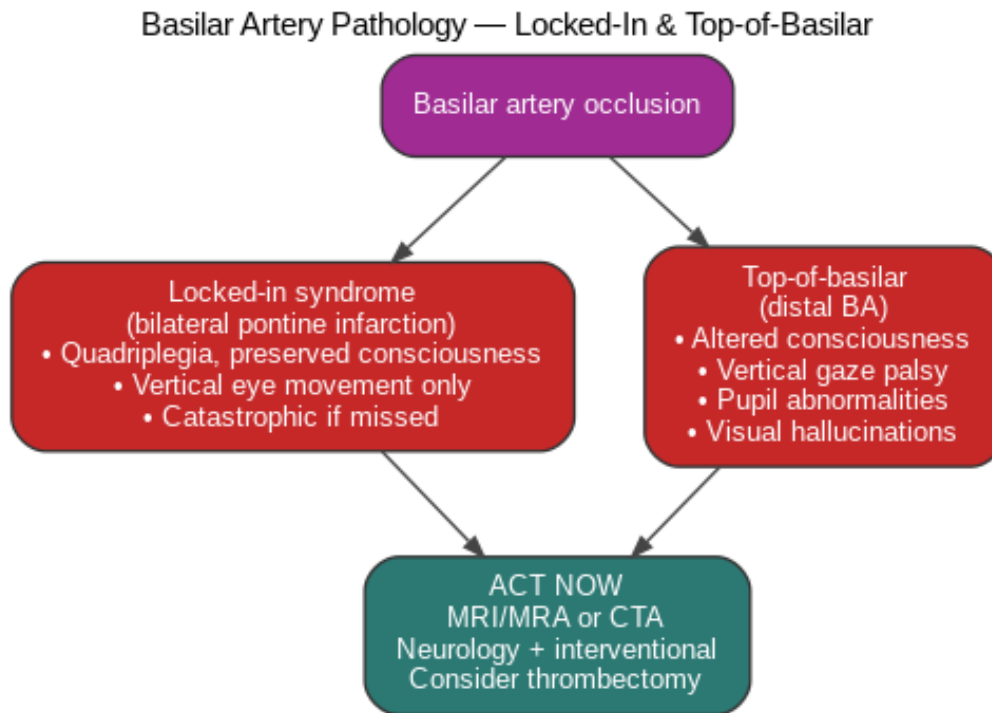 Basilar Artery Pathology — Locked-In & Top-of-Basilar
Basilar artery occlusion
Locked-in syndrome
(bilateral pontine infarction)
• Quadriplegia, preserved consciousness
• Vertical eye movement only
• Catastrophic if missed
Top-of-basilar
(distal BA)
• Altered consciousness
• Vertical gaze palsy
• Pupil abnormalities
• Visual hallucinations
ACT NOW
MRI/MRA or CTA
Neurology + interventional
Consider thrombectomy